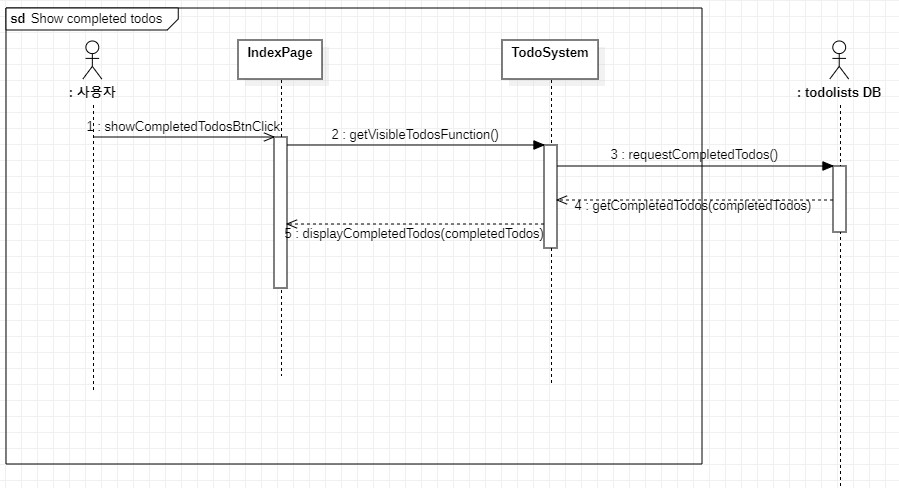 sd Show completed todos
IndexPage
TodoSystem
: 사용자
: todolists DB
1 : showCompletedTodosBtnClick
2 : getVisibleTodosFunction()
3 : requestCompletedTodos()
4 : getCompletedTodos(completedTodos)
5 : displayCompletedTodos(completedTodos)